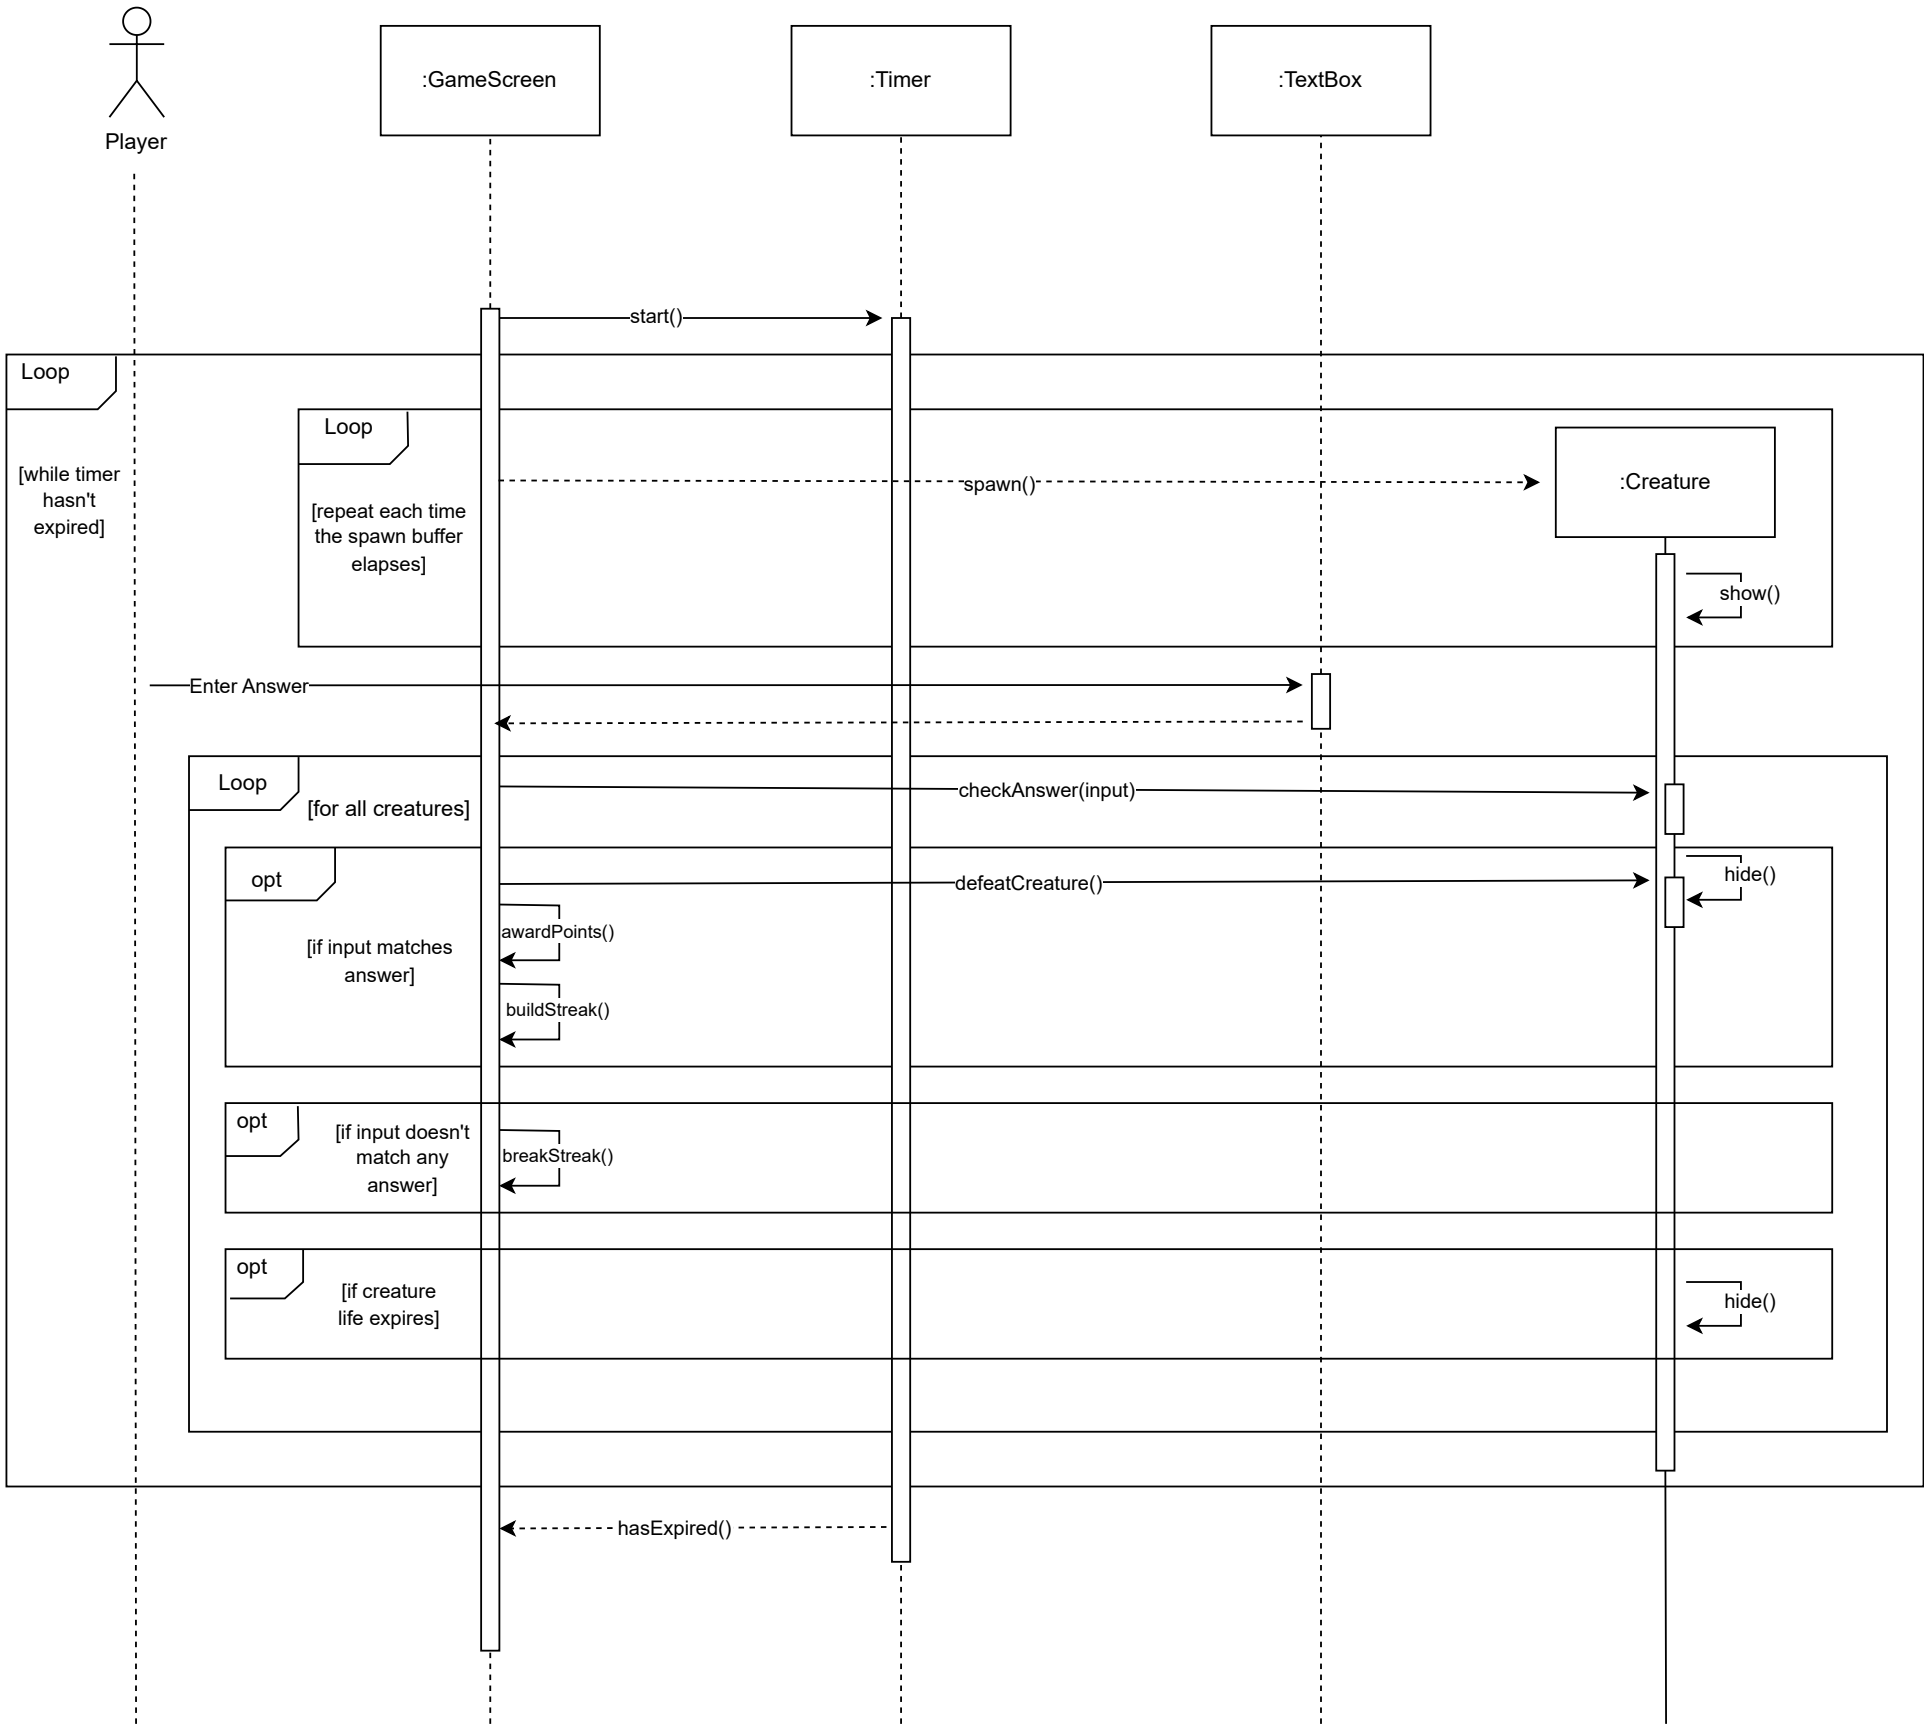 Player
:GameScreen
:Timer
:TextBox
start()
Loop
[while timer
hasn't
expired]
Loop
[repeat each time
the spawn buffer
elapses]
spawn()
:Creature
show()
Enter Answer
Loop
[for all creatures]
checkAnswer(input)
opt
[if input matches
answer]
defeatCreature()
hide()
awardPoints()
buildStreak()
opt
[if input doesn't
match any
answer]
breakStreak()
opt
[if creature
life expires]
hide()
hasExpired()